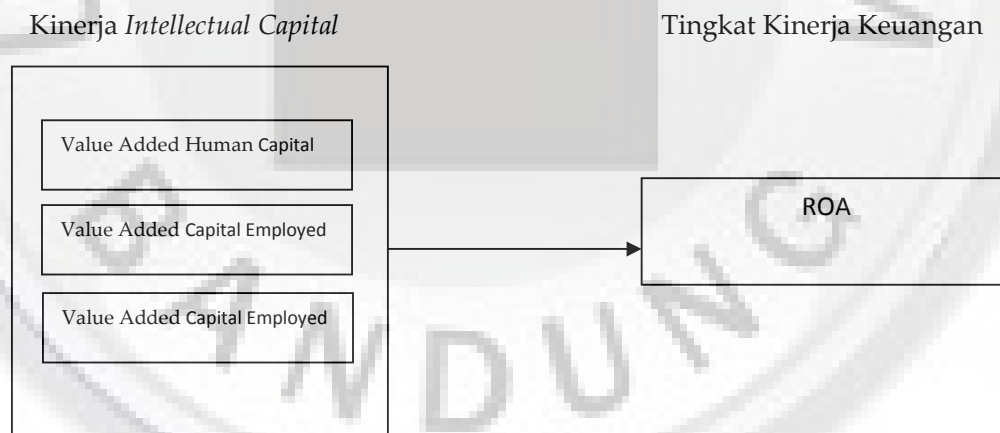 Kinerja Intellectual Capital
Tingkat Kinerja Keuangan
Value Added Human Capital
Value Added Capital Employed
Value Added Capital Employed
ROA
BANDUNG